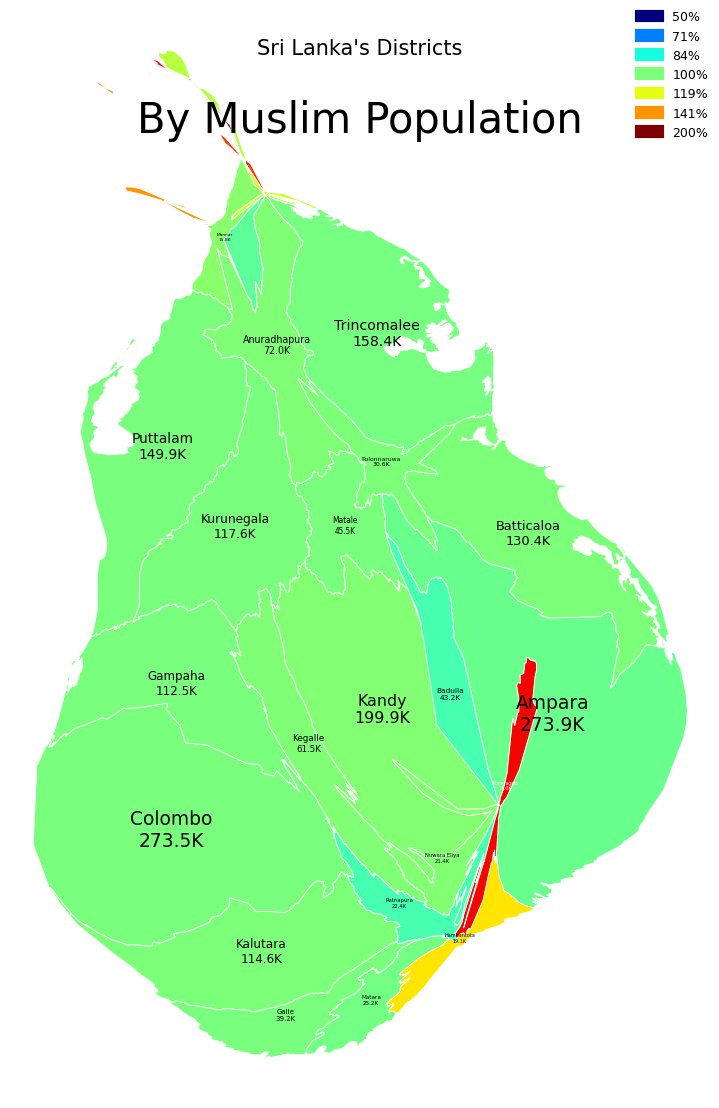 Sri Lanka's Districts
By Muslim Population
50%
71%
84%
100%
119%
141%
200%
Mannar
Anuradhapura
72.0K
Trincomalee
158.4K
Puttalam
149.9K
Polonnaruwa
30.6K
Kurunegala
117.6K
Matale
45.5K
Batticaloa
130.4K
Gampaha
112.5K
Badulla
43.2K
Kandy
199.9K
Ampara
273.9K
Kegalle
61.5K
Colombo
273.5K
Nuwara Eliya
21.4K
Ratnapura
22.4K
Hambantota
19.1K
Kalutara
114.6K
Matara
25.2K
Galle
39.2K